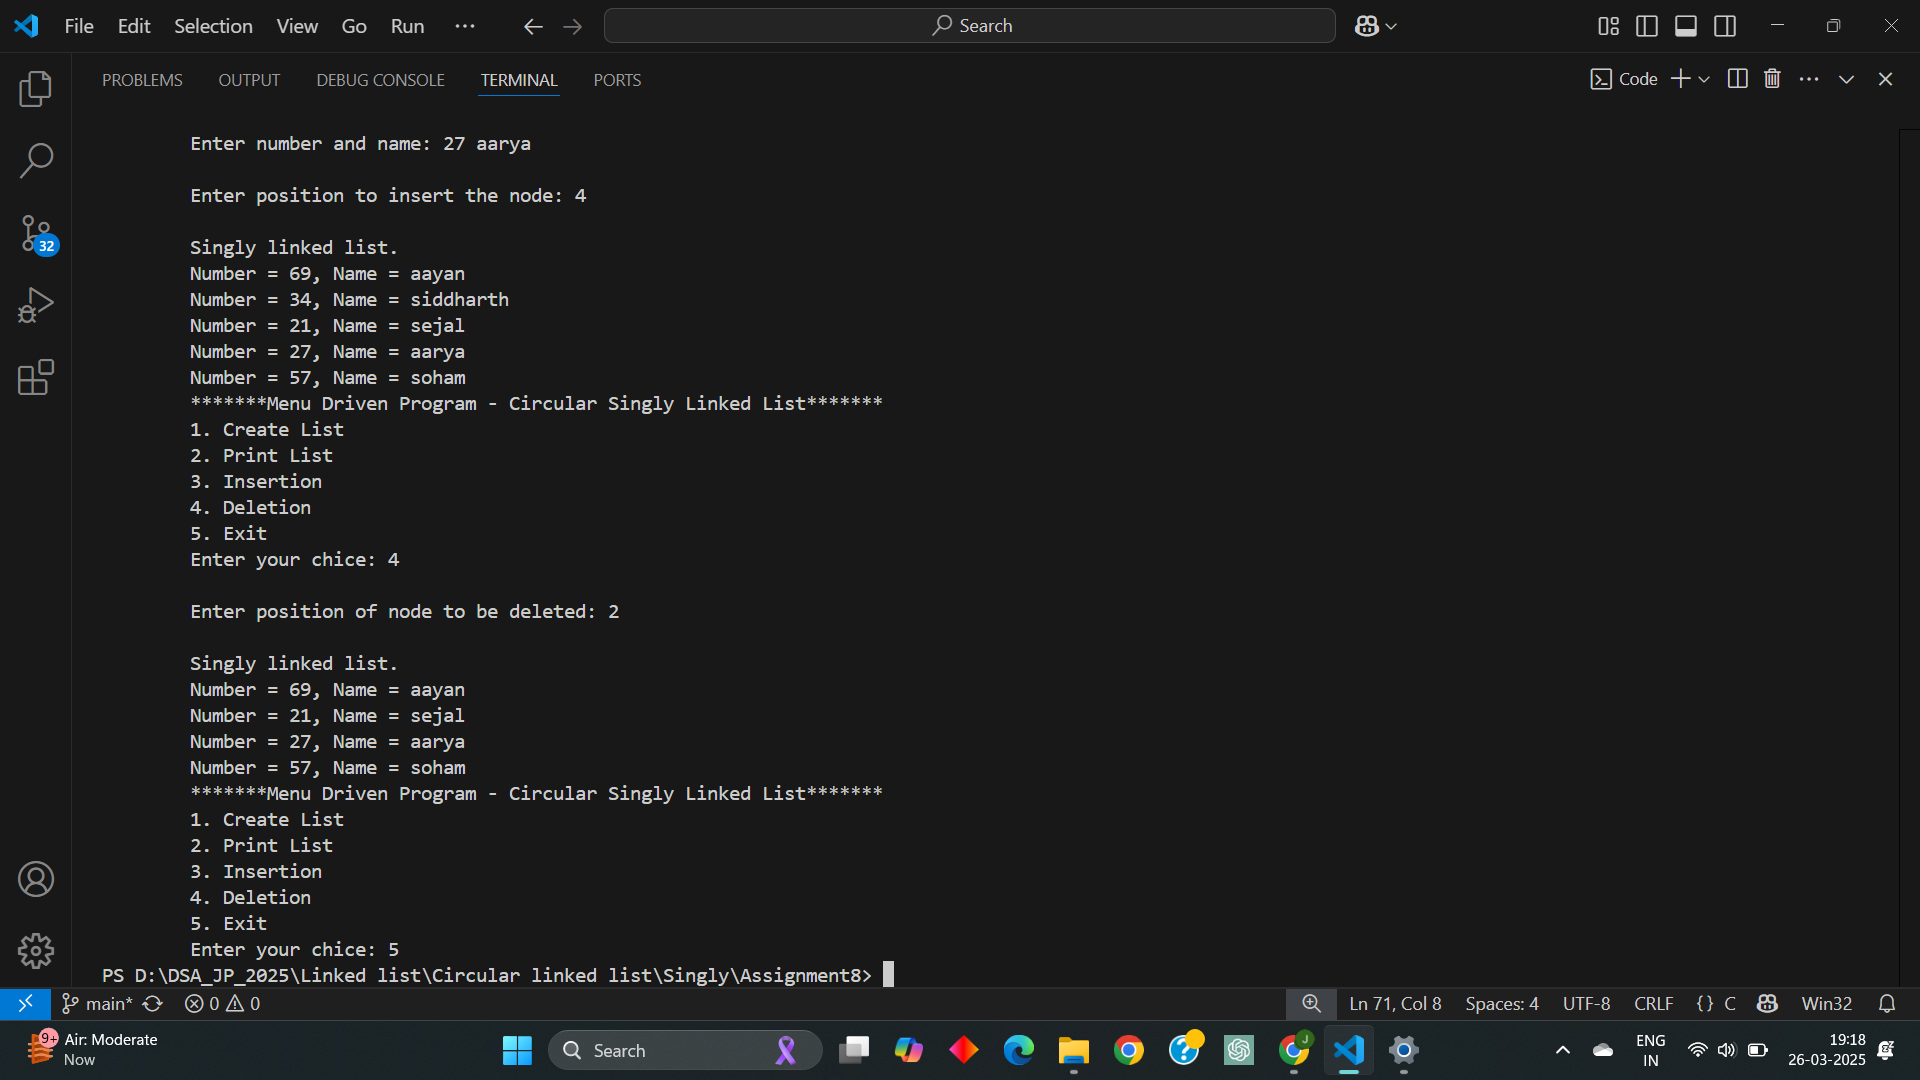 File Edit Selection View Go Run ··· Search
PROBLEMS OUTPUT DEBUG CONSOLE TERMINAL PORTS Code
Enter number and name: 27 aarya
Enter position to insert the node: 4
Singly linked list.
Number = 69, Name = aayan
Number = 34, Name = siddharth
Number = 21, Name = sejal
Number = 27, Name = aarya
Number = 57, Name = soham
*******Menu Driven Program - Circular Singly Linked List*******
1. Create List
2. Print List
3. Insertion
4. Deletion
5. Exit
Enter your chice: 4
Enter position of node to be deleted: 2
Singly linked list.
Number = 69, Name = aayan
Number = 21, Name = sejal
Number = 27, Name = aarya
Number = 57, Name = soham
*******Menu Driven Program - Circular Singly Linked List*******
1. Create List
2. Print List
3. Insertion
4. Deletion
5. Exit
Enter your chice: 5
PS D:\DSA_JP_2025\Linked list\Circular linked list\Singly\Assignment8>
32
main* 0 0 Ln 71, Col 8 Spaces: 4 UTF-8 CRLF {} C Win32
9+ Air: Moderate
Now
Search
J
ENG
IN
19:18
26-03-2025